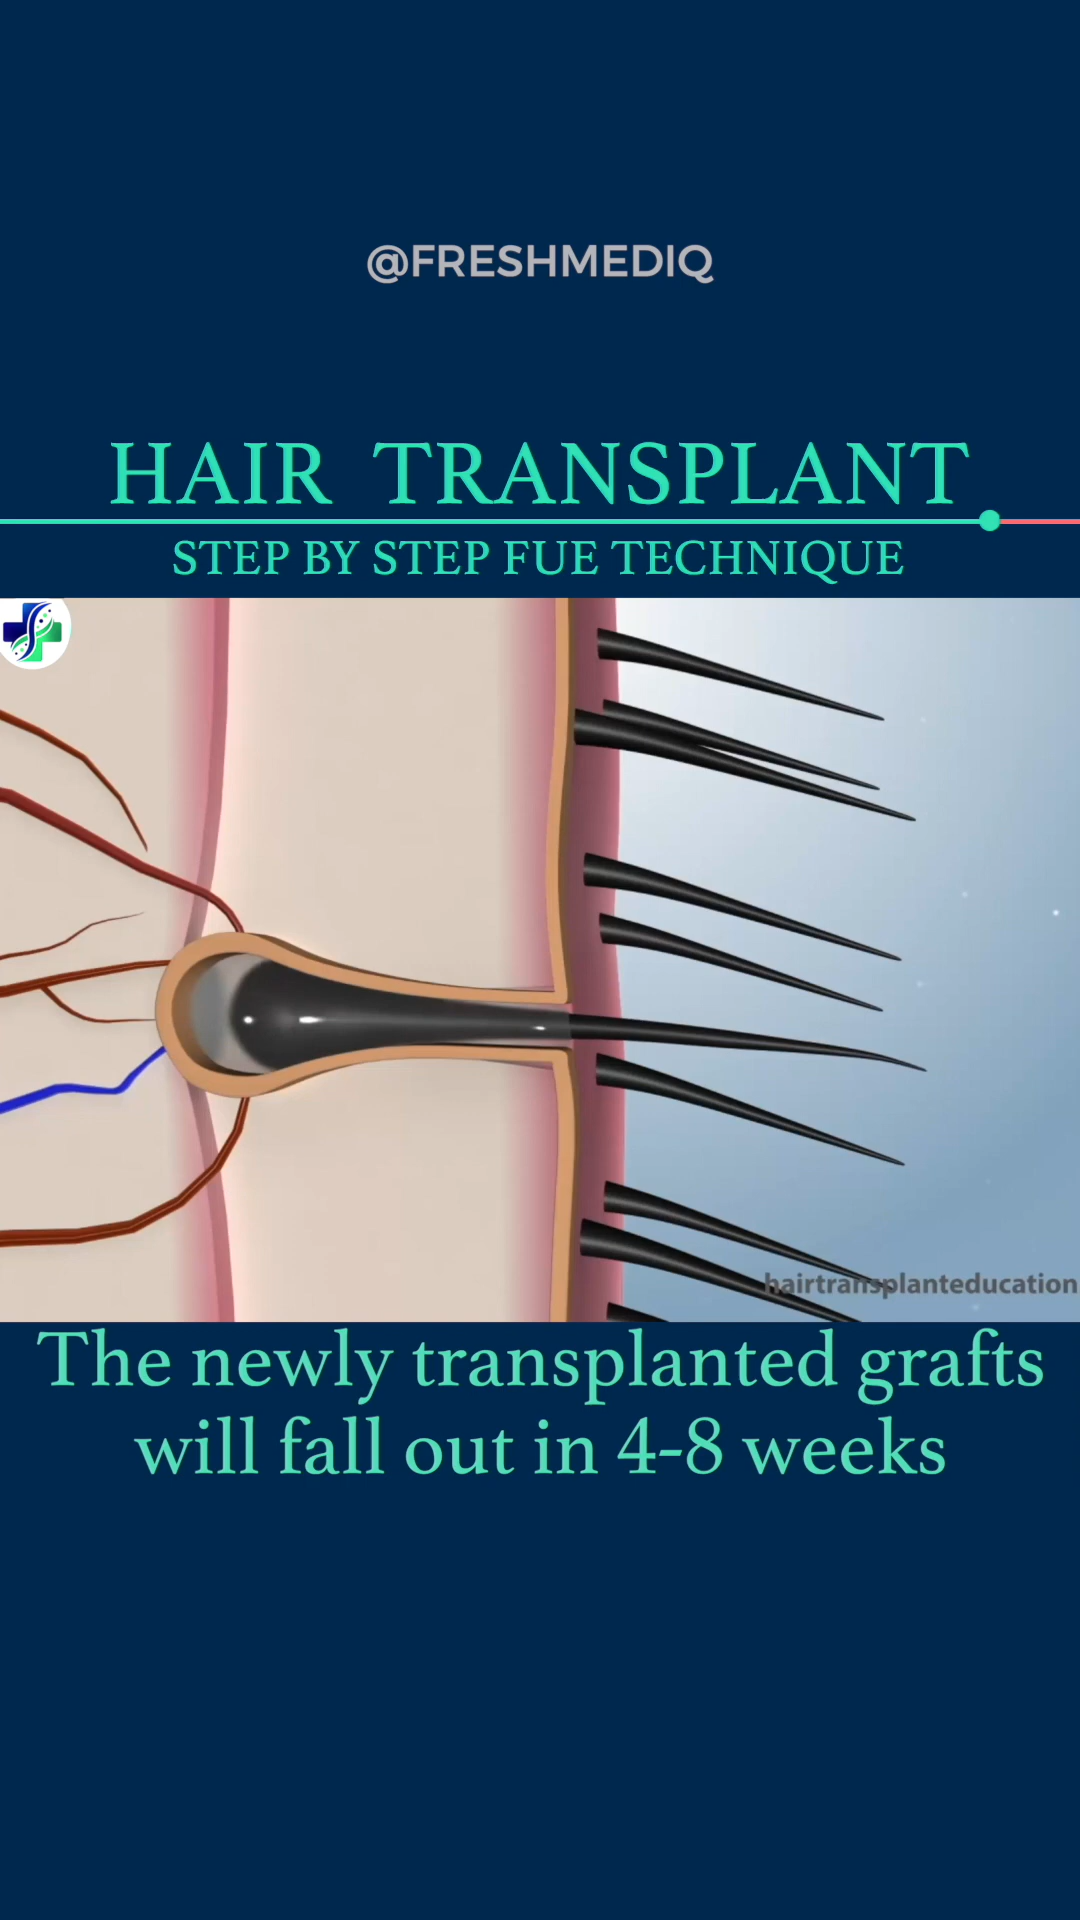 @FRESHMEDIQ
HAIR TRANSPLANT
STEP BY STEP FUE TECHNIQUE
hairtransplanteducation
The newly transplanted grafts
will fall out in 4-8 weeks